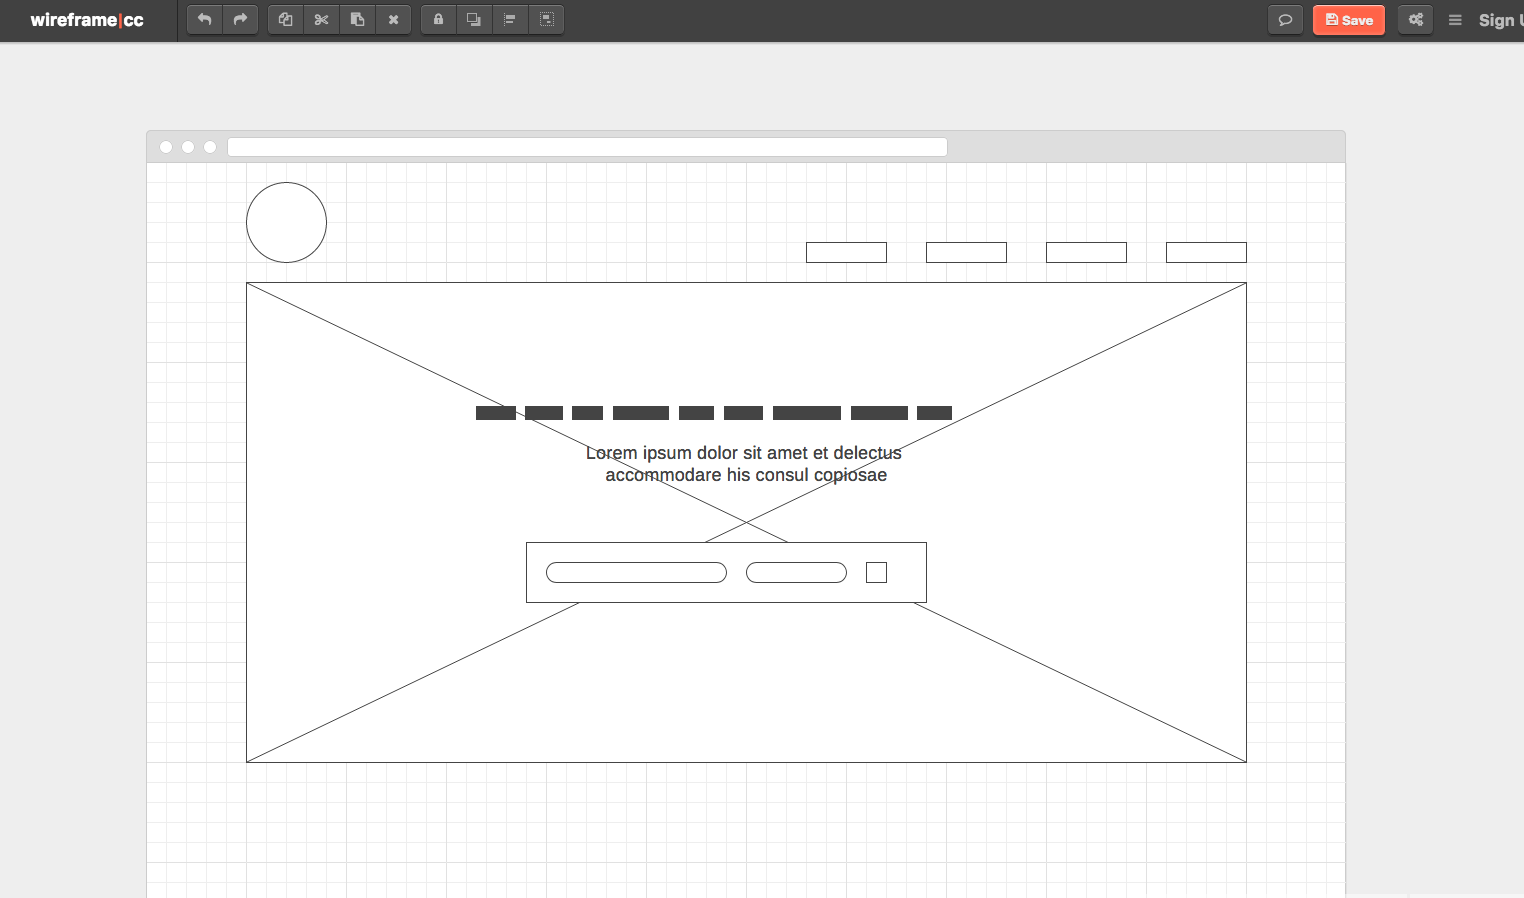 wireframe|cc
Save
Sign
Lorem ipsum dolor sit amet et delectus
accommodare his consul copiosae